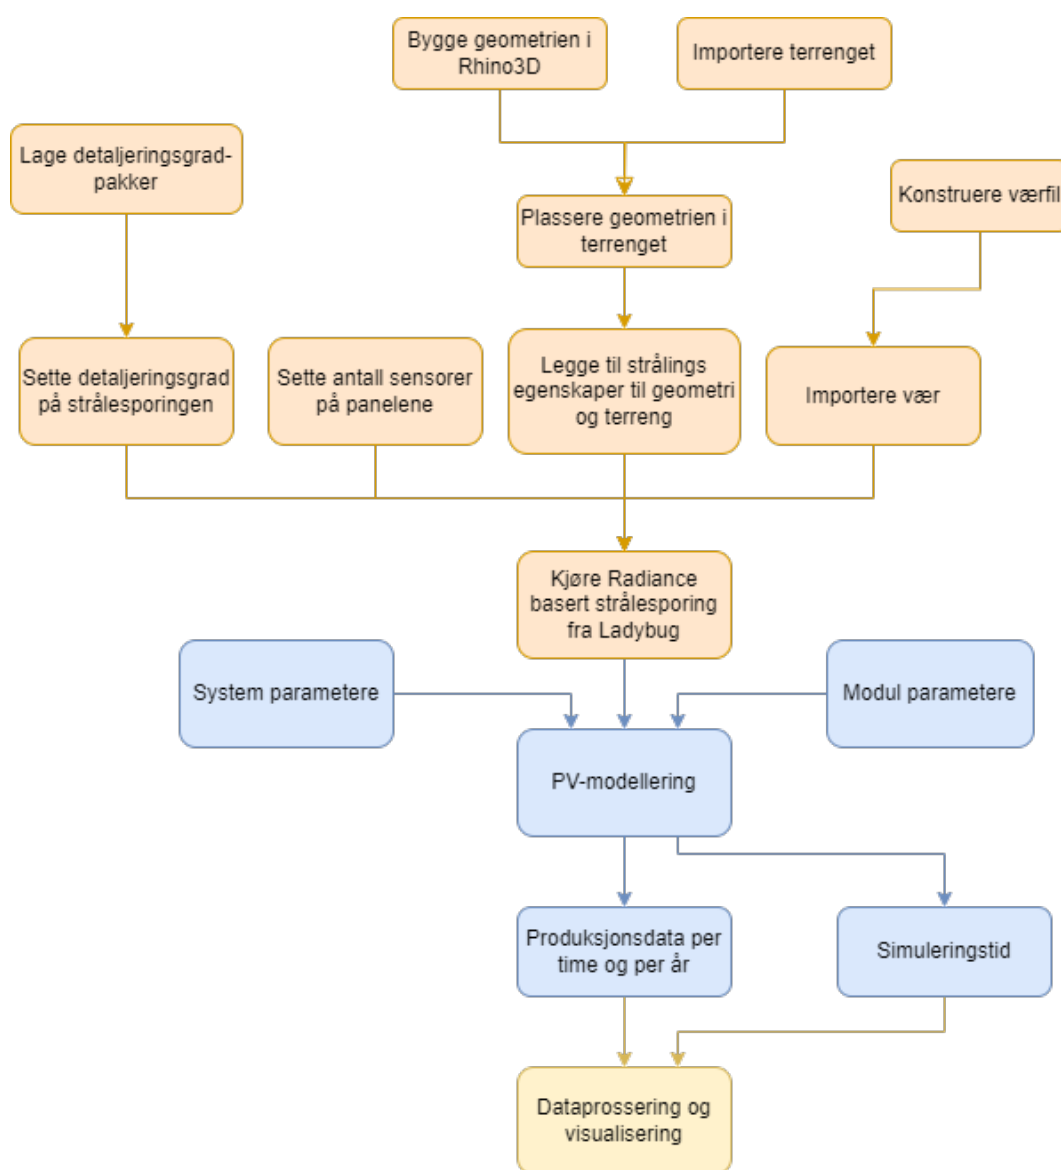 Bygge geometrien i
Rhino3D
Importere terrenget
Lage detaljeringsgrad-
pakker
Konstruere værfil
Plassere geometrien i
terrenget
Sette detaljeringsgrad
på strålesporingen
Sette antall sensorer
på panelene
Legge til strålings
egenskaper til geometri
og terreng
Importere vær
Kjøre Radiance
basert strålesporing
fra Ladybug
System parametere
Modul parametere
PV-modellering
Produksjonsdata per
time og per år
Simuleringstid
Dataprossering og
visualisering